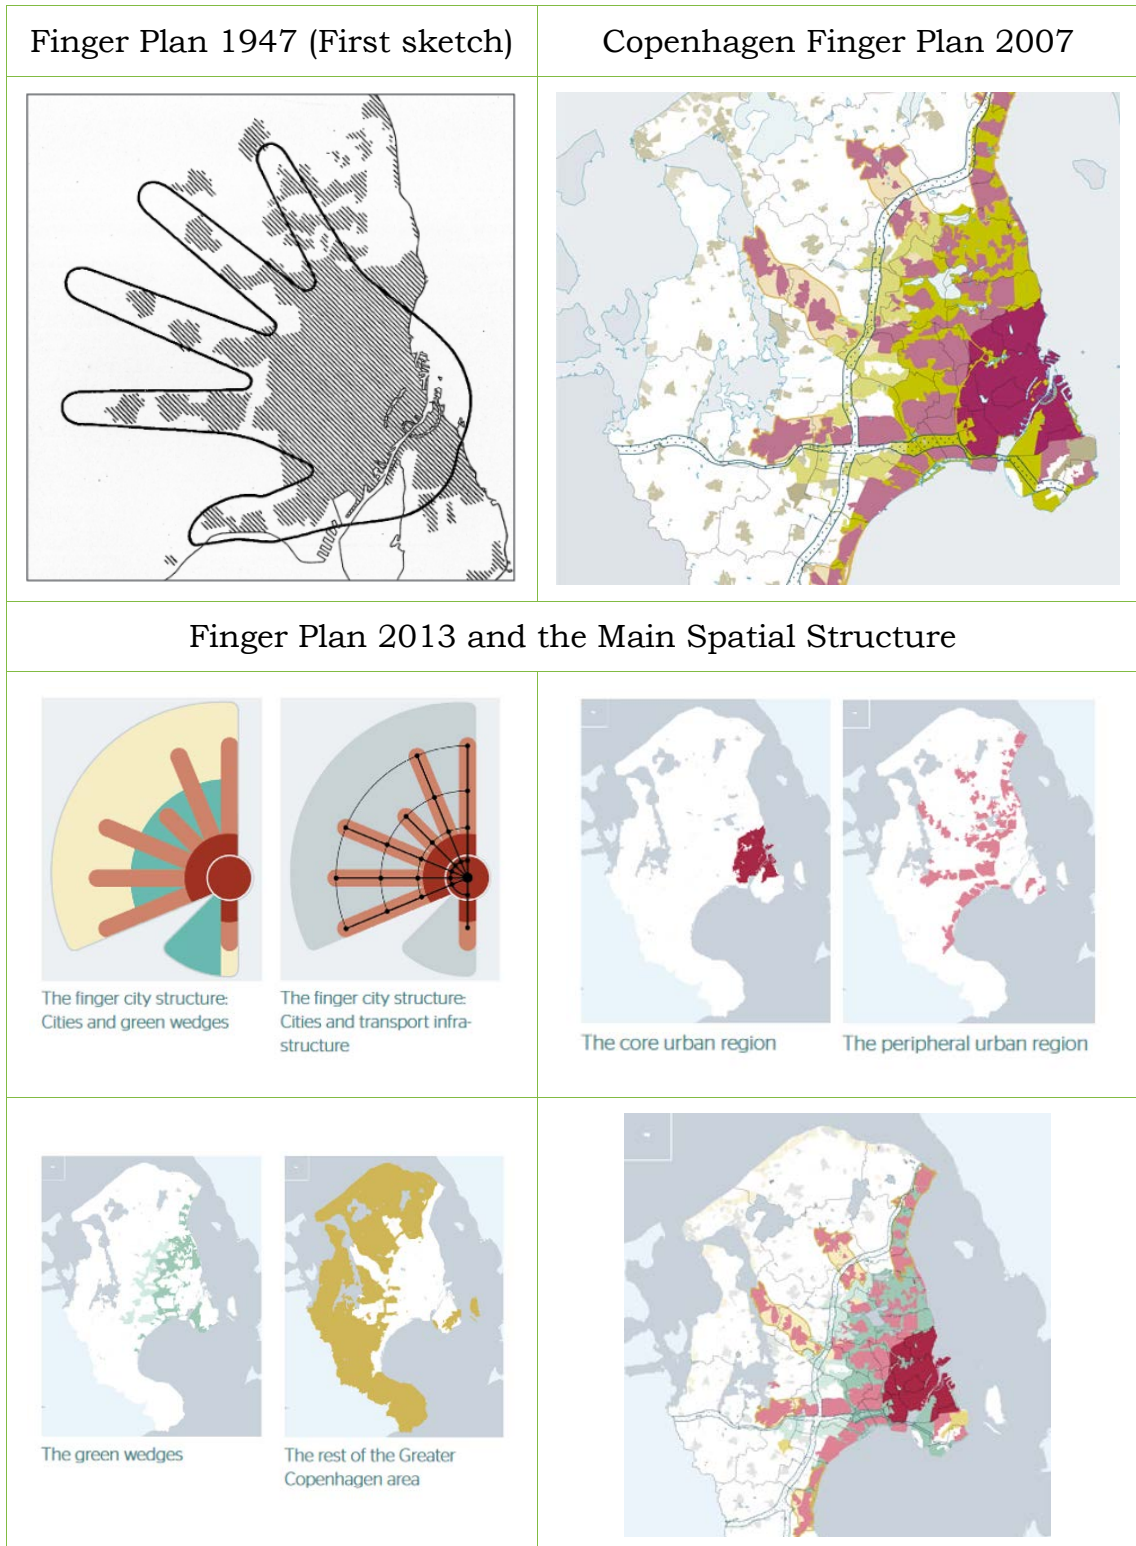 Finger Plan 1947 (First sketch)
Copenhagen Finger Plan 2007
Finger Plan 2013 and the Main Spatial Structure
The finger city structure:
Cities and green wedges
The finger city structure:
Cities and transport infra-
structure
The core urban region
The peripheral urban region
The green wedges
The rest of the Greater
Copenhagen area